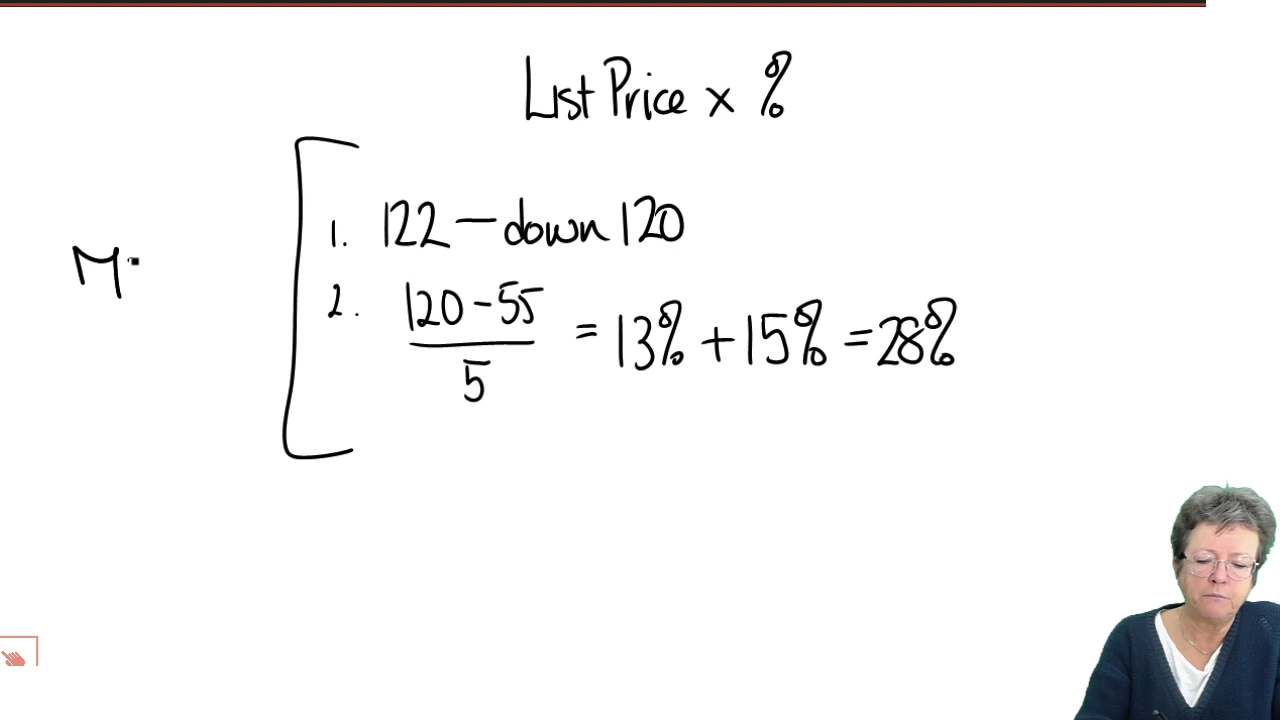 List Price x %
1. 122 — down 120
2. 120 - 55 / 5 = 13% + 15% = 28%
M